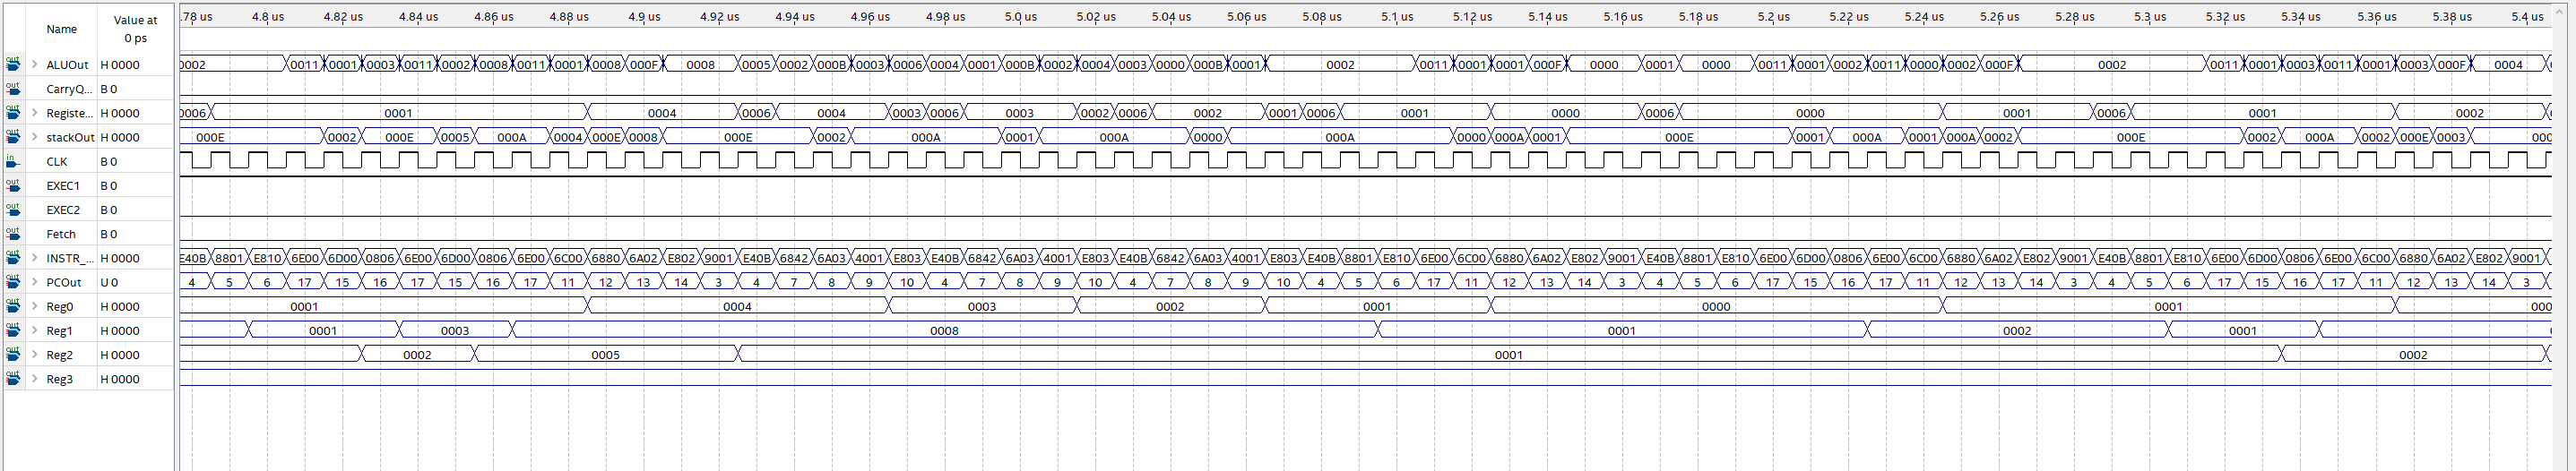 Name Value at 0 ps .78 us 4.8 us 4.82 us 4.84 us 4.86 us 4.88 us 4.9 us 4.92 us 4.94 us 4.96 us 4.98 us 5.0 us 5.02 us 5.04 us 5.06 us 5.08 us 5.1 us 5.12 us 5.14 us 5.16 us 5.18 us 5.2 us 5.22 us 5.24 us 5.26 us 5.28 us 5.3 us 5.32 us 5.34 us 5.36 us 5.38 us 5.4 us
out ALUOut H 0000 0002 0011 0001 0003 0011 0002 0008 0011 0001 0008 000F 0008 0005 0002 000B 0003 0006 0004 0001 000B 0002 0004 0003 0000 000B 0001 0002 0011 0001 0001 000F 0000 0001 0000 0011 0001 0002 0011 0000 0002 000F 0002 0011 0001 0003 0011 0001 0003 000F 0004
out CarryQ... B 0
out Registe... H 0000 0006 0001 0004 0006 0004 0003 0006 0003 0002 0006 0002 0001 0006 0001 0000 0006 0000 0001 0006 0001 0002
out stackOut H 0000 000E 0002 000E 0005 000A 0004 000E 0008 000E 0002 000A 0001 000A 0000 000A 0000 000A 0001 000E 0001 000A 0001 000A 0002 000E 0002 000A 0002 000E 0003 000
in CLK B 0
out EXEC1 B 0
out EXEC2 B 0
out Fetch B 0
out INSTR_... H 0000 E40B 8801 E810 6E00 6D00 0806 6E00 6D00 0806 6E00 6C00 6880 6A02 E802 9001 E40B 6842 6A03 4001 E803 E40B 6842 6A03 4001 E803 E40B 6842 6A03 4001 E803 E40B 8801 E810 6E00 6C00 6880 6A02 E802 9001 E40B 8801 E810 6E00 6D00 0806 6E00 6C00 6880 6A02 E802 9001 E40B 8801 E810 6E00 6D00 0806 6E00 6C00 6880 6A02 E802 9001
out PCOut U 0 4 5 6 17 15 16 17 15 16 17 11 12 13 14 3 4 7 8 9 10 4 7 8 9 10 4 7 8 9 10 4 5 6 17 11 12 13 14 3 4 5 6 17 15 16 17 11 12 13 14 3 4 5 6 17 15 16 17 11 12 13 14 3
out Reg0 H 0000 0001 0004 0003 0002 0001 0000 0001 000
out Reg1 H 0000 0001 0003 0008 0001 0002 0001
out Reg2 H 0000 0002 0005 0001 0002
out Reg3 H 0000